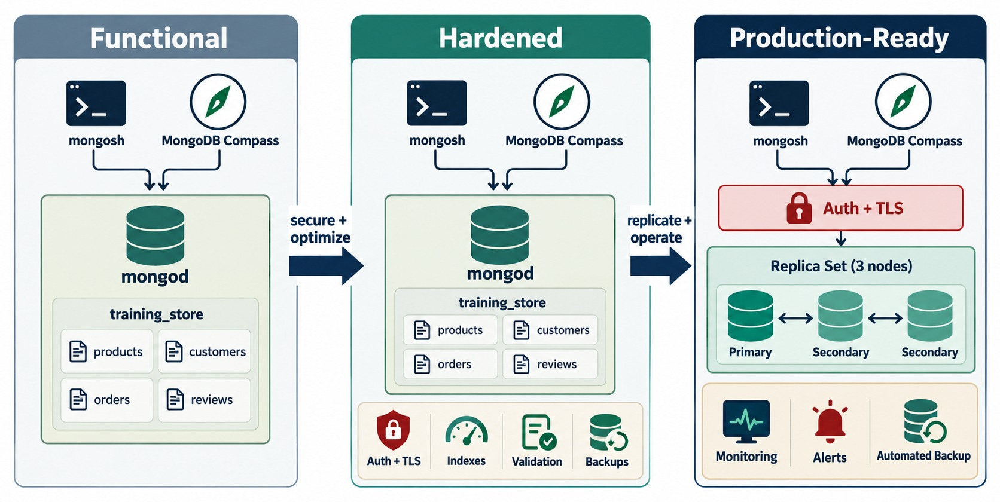 Functional
mongosh
MongoDB Compass
mongod
training_store
products
customers
orders
reviews
secure +
optimize
Hardened
mongosh
MongoDB Compass
mongod
training_store
products
customers
orders
reviews
Auth + TLS
Indexes
Validation
Backups
replicate +
operate
Production-Ready
mongosh
MongoDB Compass
Auth + TLS
Replica Set (3 nodes)
Primary
Secondary
Secondary
Monitoring
Alerts
Automated Backup